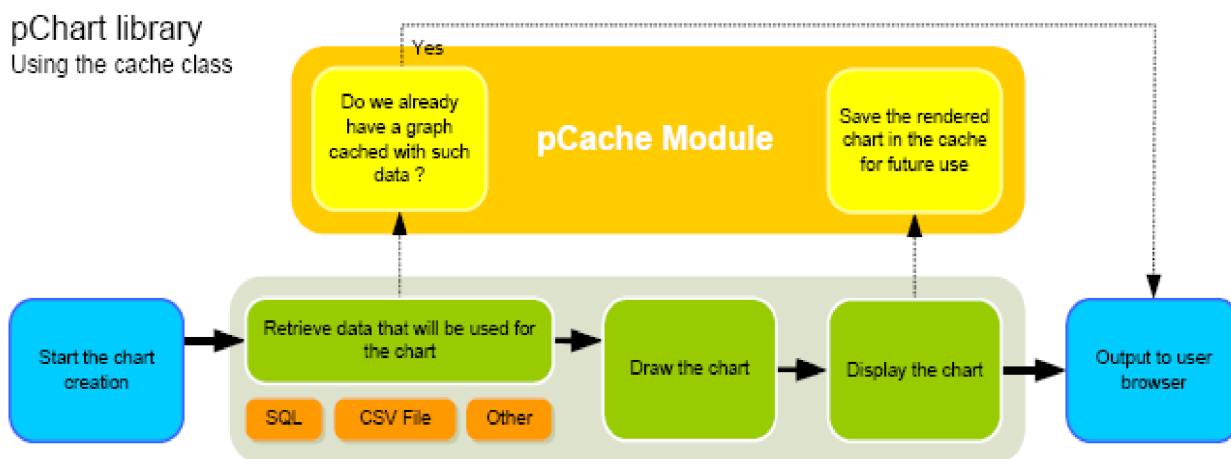 pChart library
Using the cache class
Yes
Do we already
have a graph
cached with such
data ?
pCache Module
Save the rendered
chart in the cache
for future use
Start the chart
creation
Retrieve data that will be used for
the chart
SQL
CSV File
Other
Draw the chart
Display the chart
Output to user
browser